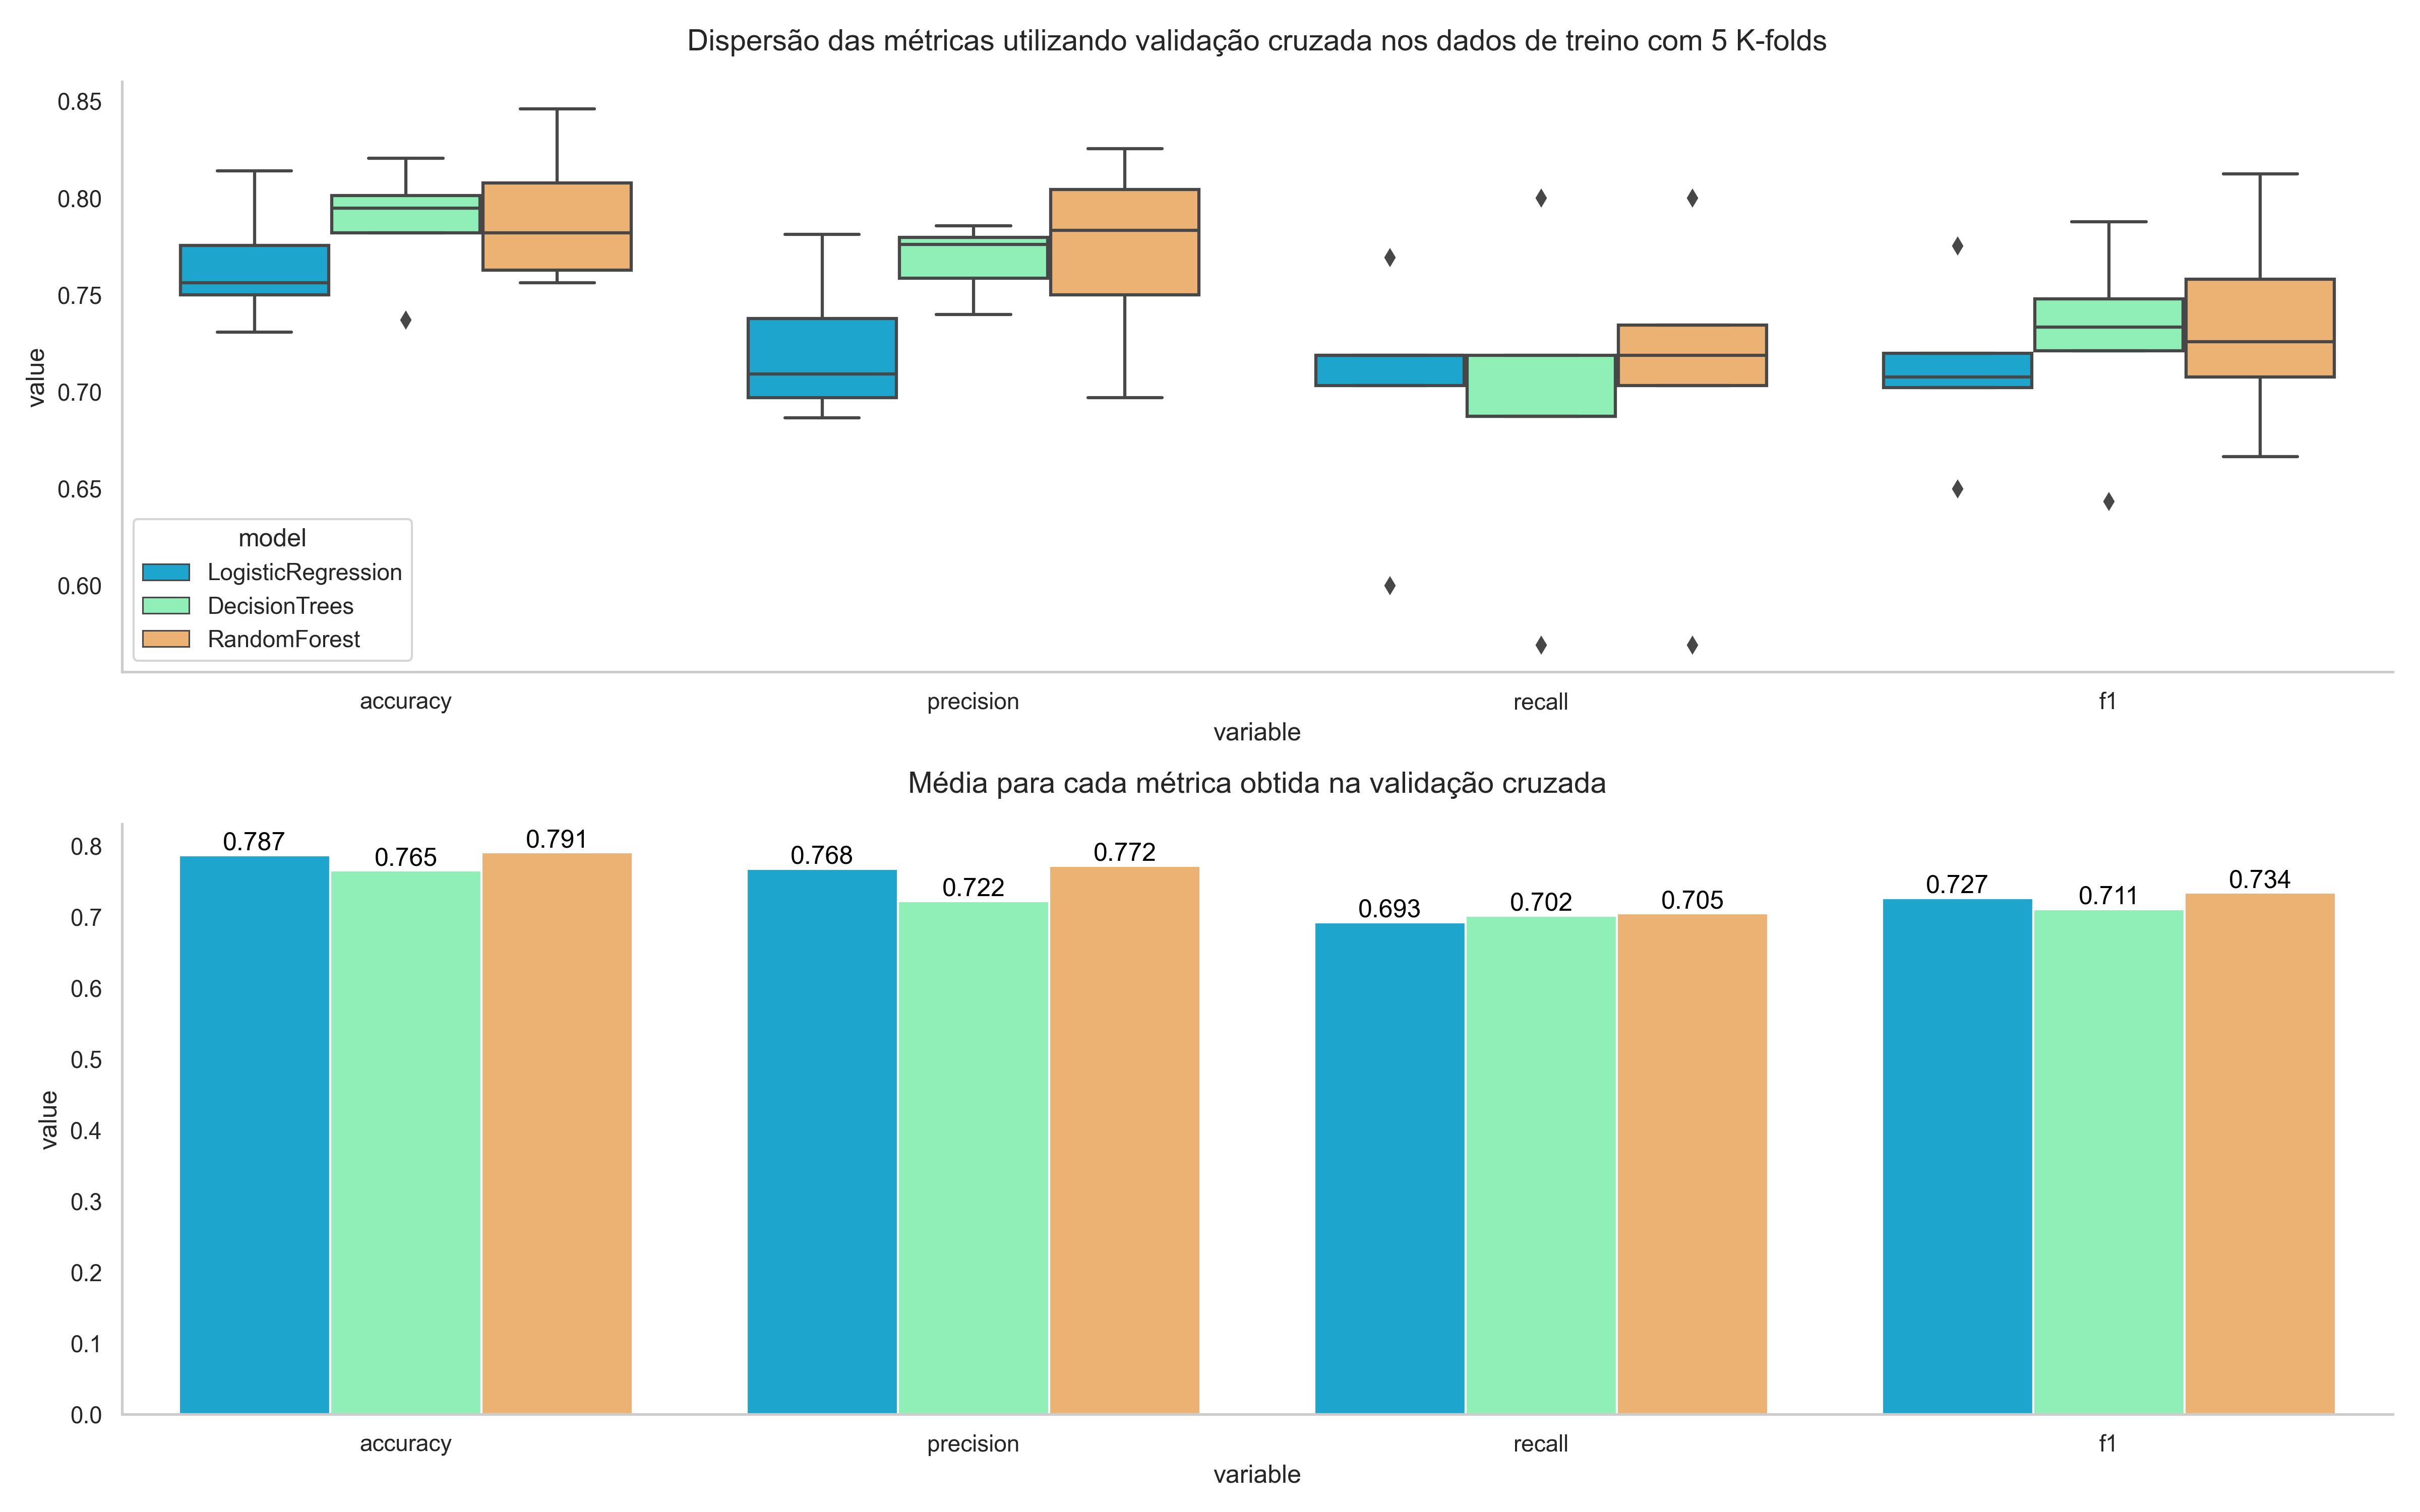 Dispersão das métricas utilizando validação cruzada nos dados de treino com 5 K-folds
value
0.85
0.80
0.75
0.70
0.65
0.60
model
LogisticRegression
DecisionTrees
RandomForest
accuracy precision recall f1
variable
Média para cada métrica obtida na validação cruzada
value
0.8
0.7
0.6
0.5
0.4
0.3
0.2
0.1
0.0
0.787 0.765 0.791 0.768 0.722 0.772 0.693 0.702 0.705 0.727 0.711 0.734
accuracy precision recall f1
variable